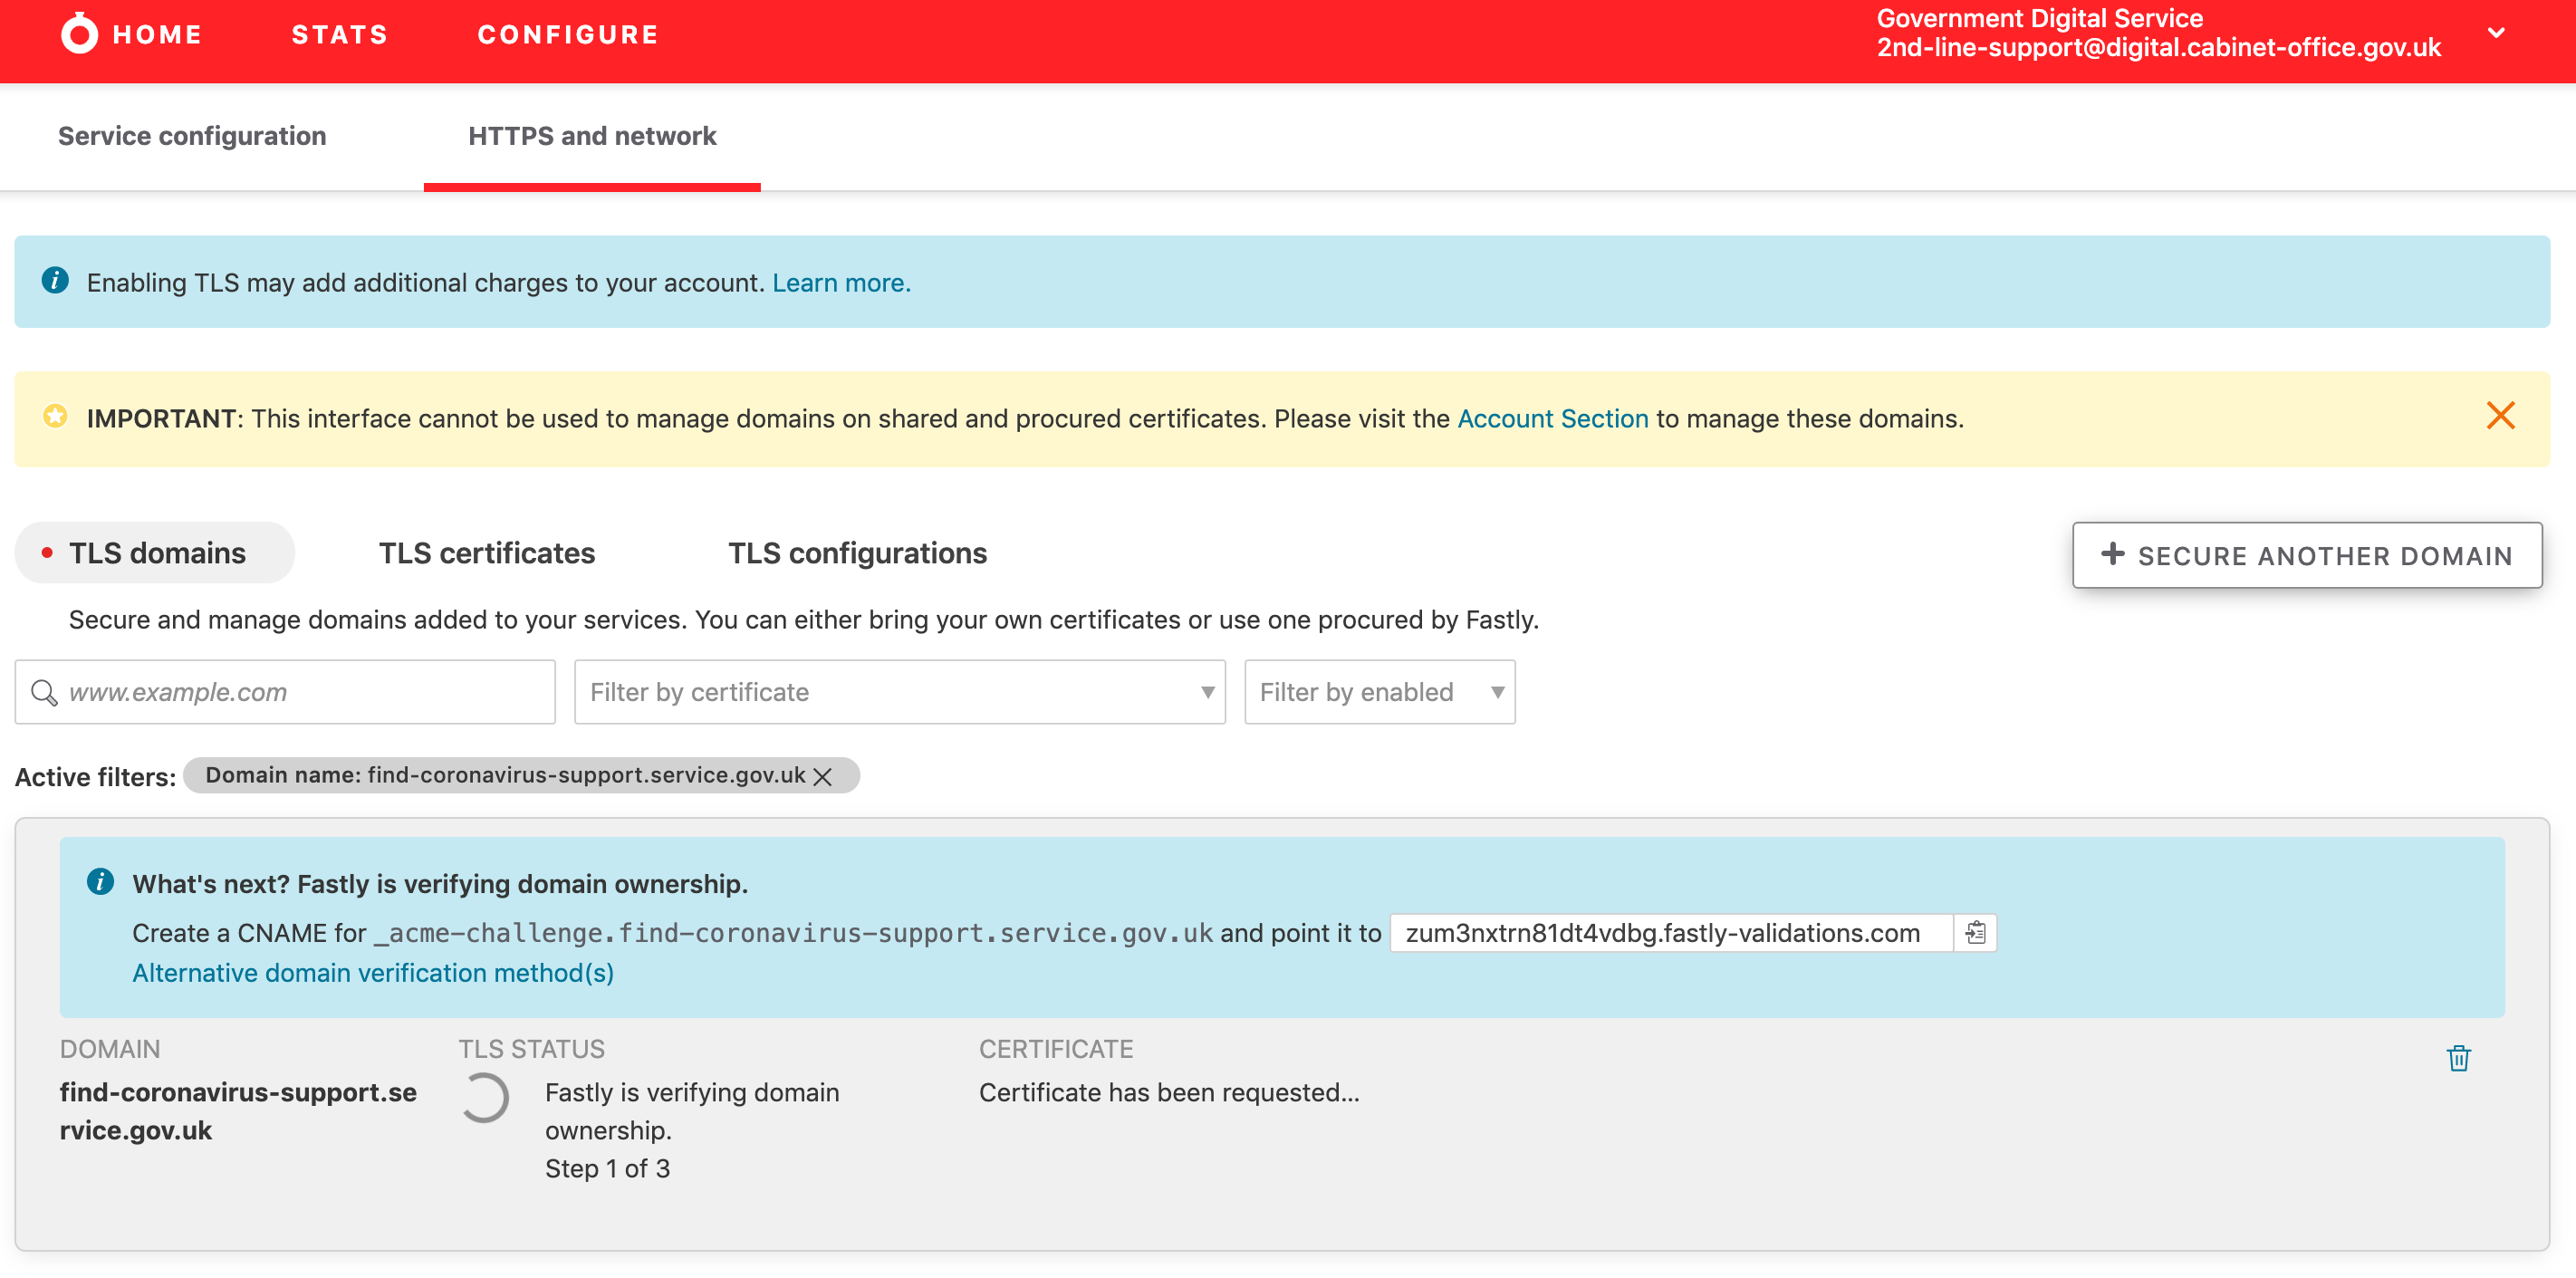 HOME STATS CONFIGURE
Government Digital Service
2nd-line-support@digital.cabinet-office.gov.uk
Service configuration HTTPS and network
Enabling TLS may add additional charges to your account. Learn more.
IMPORTANT: This interface cannot be used to manage domains on shared and procured certificates. Please visit the Account Section to manage these domains.
TLS domains TLS certificates TLS configurations
+ SECURE ANOTHER DOMAIN
Secure and manage domains added to your services. You can either bring your own certificates or use one procured by Fastly.
www.example.com Filter by certificate Filter by enabled
Active filters: Domain name: find-coronavirus-support.service.gov.uk
What's next? Fastly is verifying domain ownership.
Create a CNAME for _acme-challenge.find-coronavirus-support.service.gov.uk and point it to zum3nxtrn81dt4vdbg.fastly-validations.com
Alternative domain verification method(s)
DOMAIN TLS STATUS CERTIFICATE
find-coronavirus-support.se Fastly is verifying domain Certificate has been requested...
rvice.gov.uk ownership.
Step 1 of 3